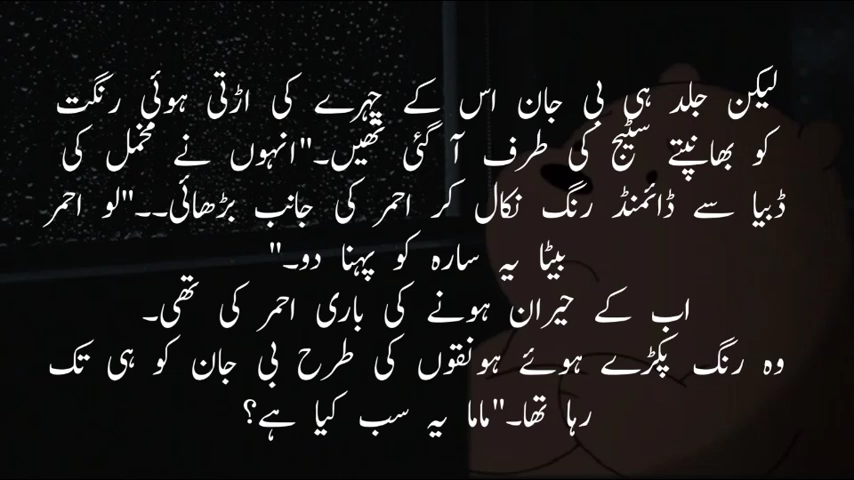 لیکن جلد ہی بی جان اس کے چہرے کی اڑتی ہوئی رنگت
کو بھانپتے سٹیج کی طرف آ گئی تھیں۔"انہوں نے مخمل کی
ڈبیا سے ڈائمنڈ رنگ نکال کر احمر کی جانب بڑھائی۔۔"لو احمر
بیٹا یہ سارہ کو پہنا دو۔"
اب کے حیران ہونے کی باری احمر کی تھی۔
وہ رنگ پکڑے ہوئے ہونقوں کی طرح بی جان کو ہی تک
رہا تھا۔"ماما یہ سب کیا ہے؟